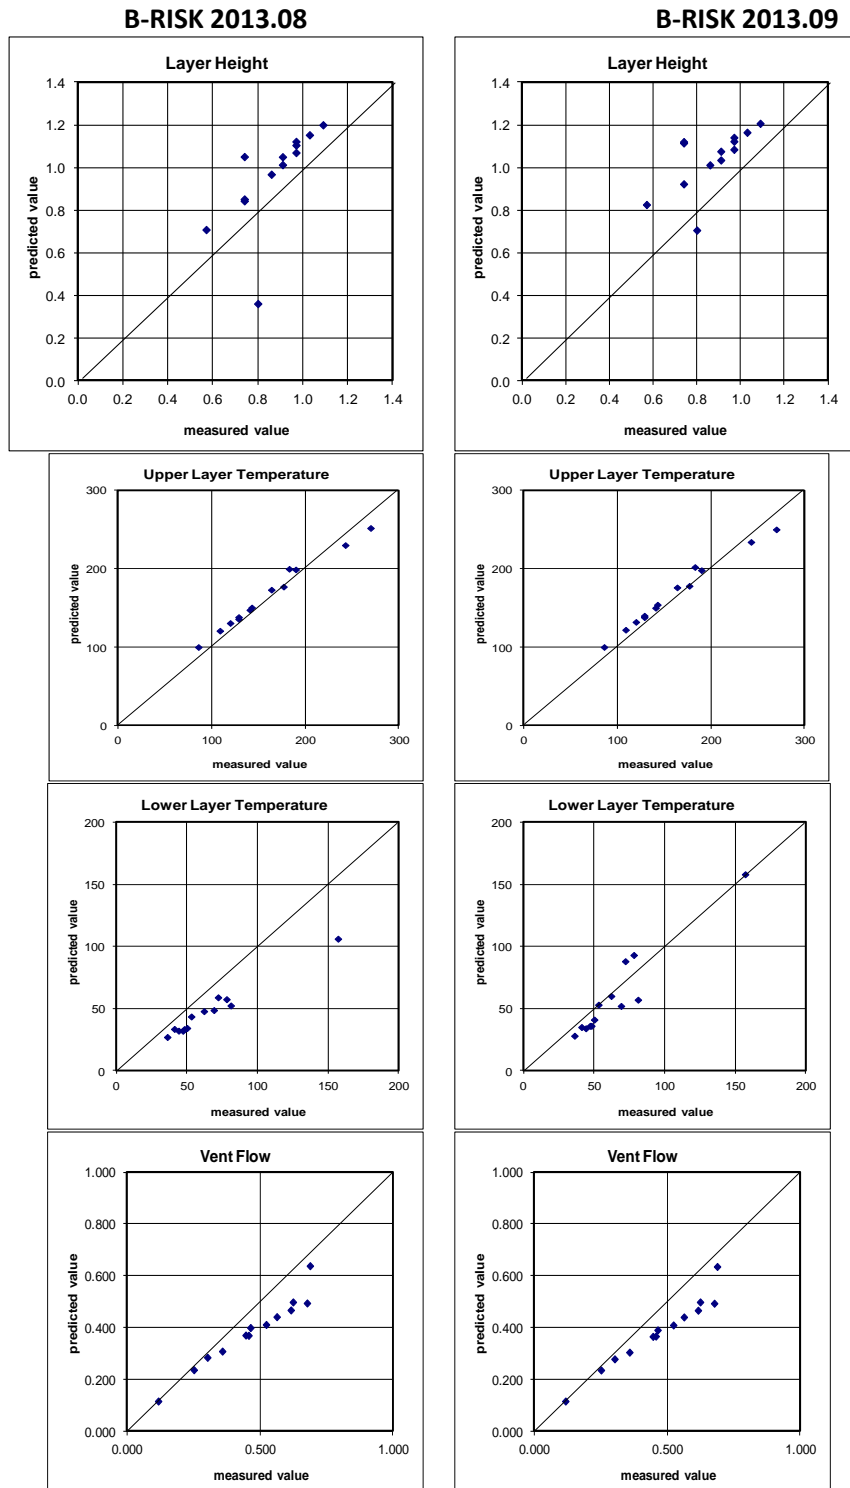 B-RISK 2013.08
B-RISK 2013.09
Layer Height
predicted value
1.4
1.2
1.0
0.8
0.6
0.4
0.2
0.0
0.0 0.2 0.4 0.6 0.8 1.0 1.2 1.4
measured value
Layer Height
predicted value
1.4
1.2
1.0
0.8
0.6
0.4
0.2
0.0
0.0 0.2 0.4 0.6 0.8 1.0 1.2 1.4
measured value
Upper Layer Temperature
predicted value
300
200
100
0
0 100 200 300
measured value
Upper Layer Temperature
predicted value
300
200
100
0
0 100 200 300
measured value
Lower Layer Temperature
predicted value
200
150
100
50
0
0 50 100 150 200
measured value
Lower Layer Temperature
predicted value
200
150
100
50
0
0 50 100 150 200
measured value
Vent Flow
predicted value
1.000
0.800
0.600
0.400
0.200
0.000
0.000 0.500 1.000
measured value
Vent Flow
predicted value
1.000
0.800
0.600
0.400
0.200
0.000
0.000 0.500 1.000
measured value